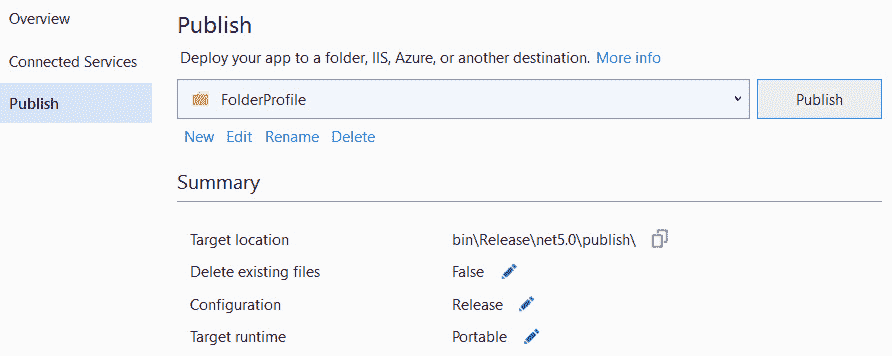 Overview
Connected Services
Publish
Publish
Deploy your app to a folder, IIS, Azure, or another destination. More info
FolderProfile
Publish
New Edit Rename Delete
Summary
Target location bin\Release\net5.0\publish\
Delete existing files False
Configuration Release
Target runtime Portable